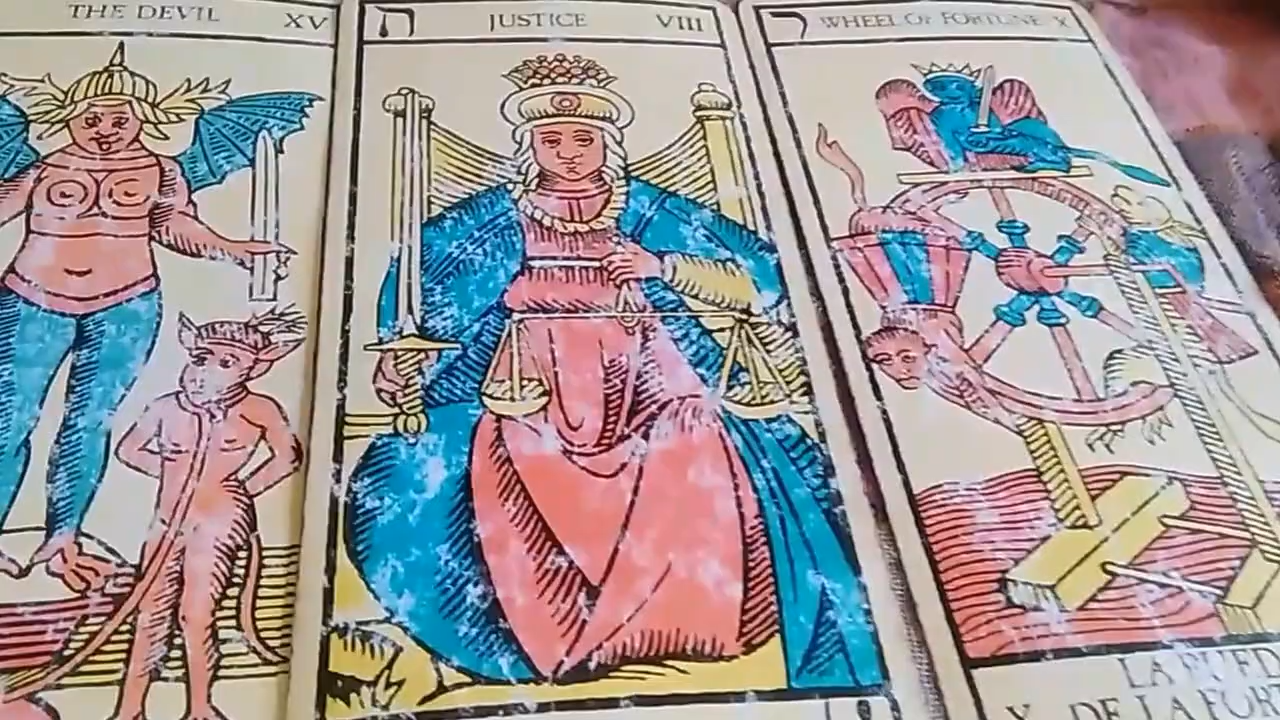 THE DEVIL XV
ה JUSTICE VIII
ר WHEEL OF FORTUNE X
LA RUED
X DE LA FOR